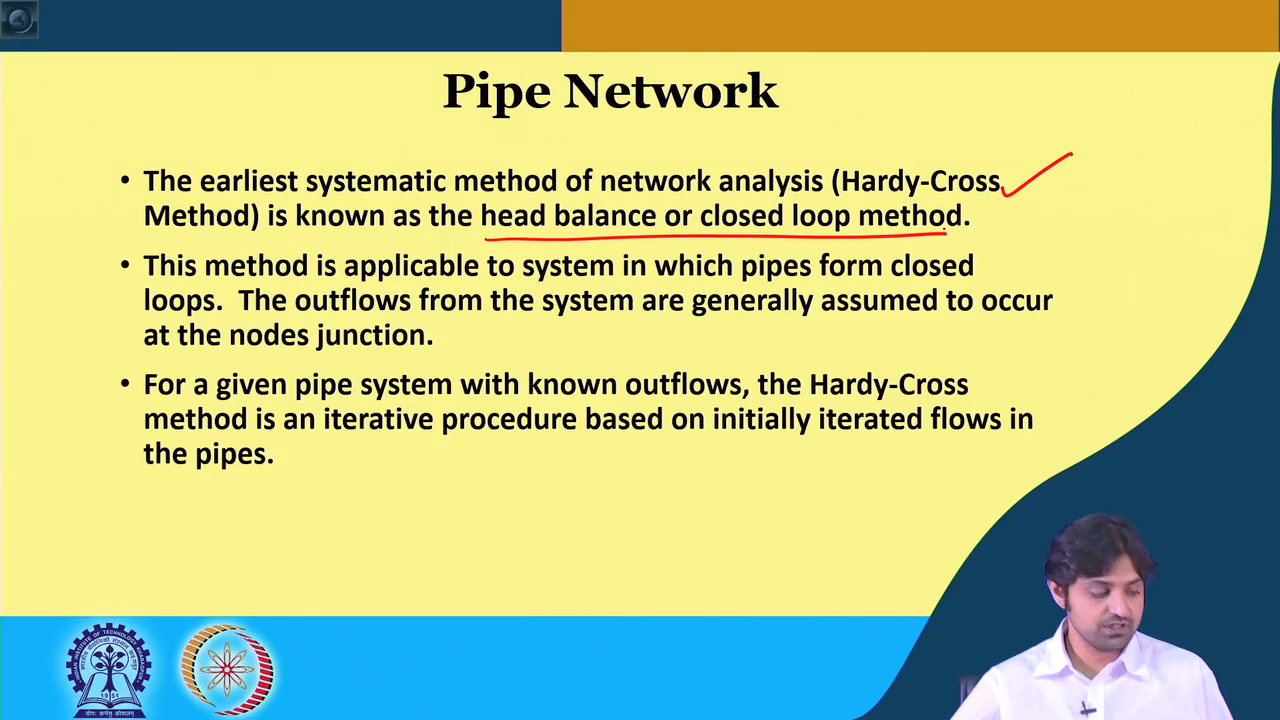 Pipe Network
• The earliest systematic method of network analysis (Hardy-Cross
Method) is known as the head balance or closed loop method.
• This method is applicable to system in which pipes form closed
loops. The outflows from the system are generally assumed to occur
at the nodes junction.
• For a given pipe system with known outflows, the Hardy-Cross
method is an iterative procedure based on initially iterated flows in
the pipes.
1951